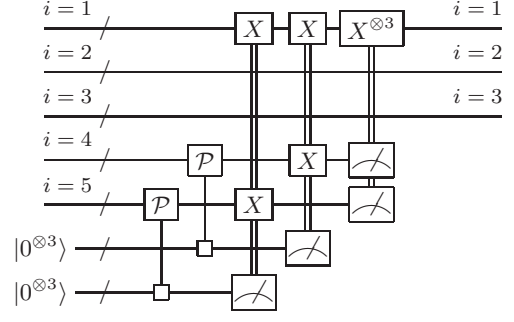 i = 1 X X X⊗3 i = 1
i = 2 i = 2
i = 3 i = 3
i = 4 𝒫 X
i = 5 𝒫 X
|0⊗3⟩
|0⊗3⟩